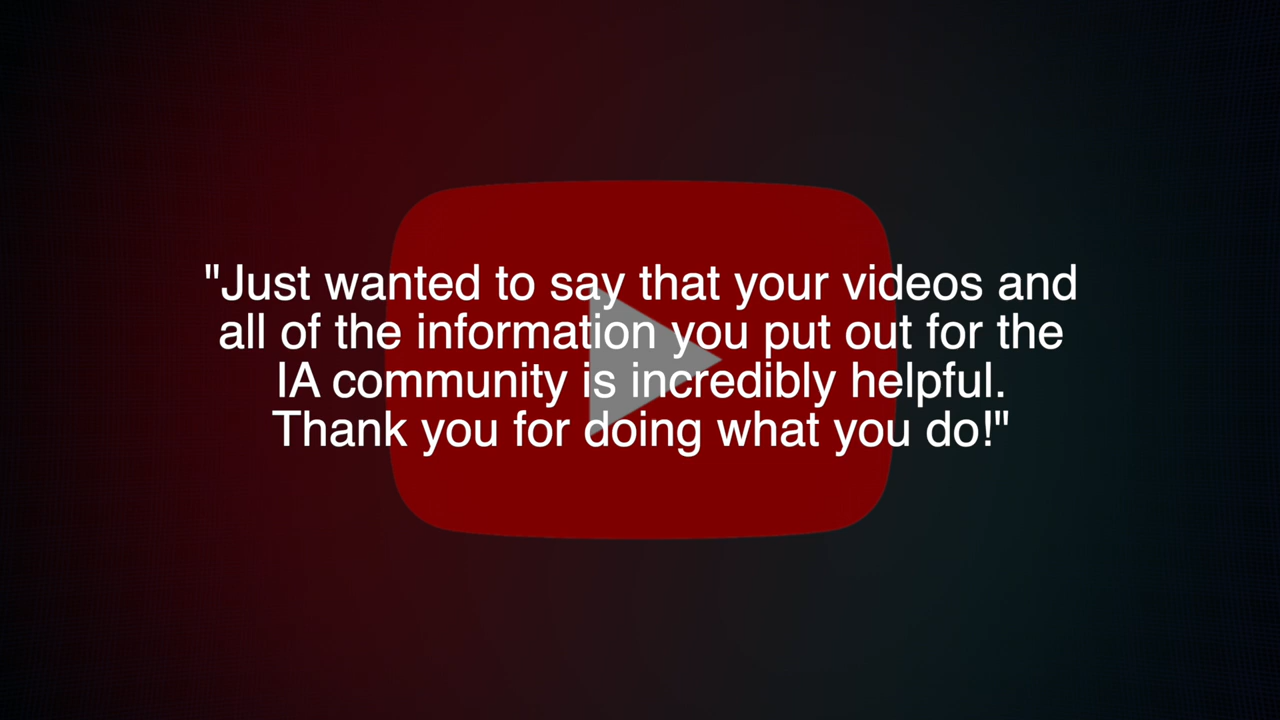 "Just wanted to say that your videos and
all of the information you put out for the
IA community is incredibly helpful.
Thank you for doing what you do!"